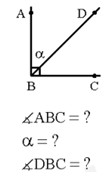 A
D
α
B
C
∡ABC = ?
α = ?
∡DBC = ?